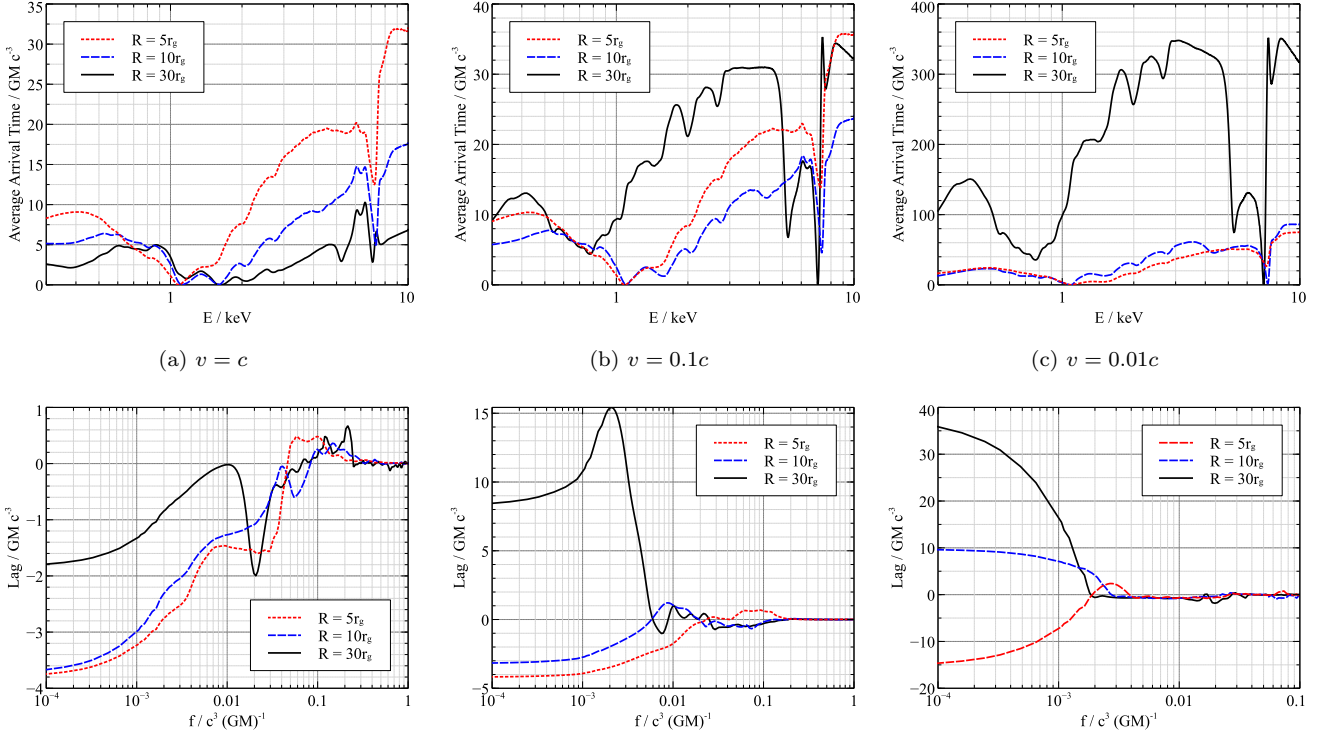 Average Arrival Time / GM c⁻³
35
30
25
20
15
10
5
0
R = 5r_g
R = 10r_g
R = 30r_g
1
10
E / keV
(a) v = c
Average Arrival Time / GM c⁻³
40
30
20
10
0
R = 5r_g
R = 10r_g
R = 30r_g
1
10
E / keV
(b) v = 0.1c
Average Arrival Time / GM c⁻³
400
300
200
100
0
R = 5r_g
R = 10r_g
R = 30r_g
1
10
E / keV
(c) v = 0.01c
Lag / GM c⁻³
1
0
−1
−2
−3
−4
R = 5r_g
R = 10r_g
R = 30r_g
10⁻⁴
10⁻³
0.01
0.1
1
f / c³ (GM)⁻¹
Lag / GM c⁻³
15
10
5
0
−5
R = 5r_g
R = 10r_g
R = 30r_g
10⁻⁴
10⁻³
0.01
0.1
1
f / c³ (GM)⁻¹
Lag / GM c⁻³
40
30
20
10
0
−10
−20
R = 5r_g
R = 10r_g
R = 30r_g
10⁻⁴
10⁻³
0.01
0.1
f / c³ (GM)⁻¹